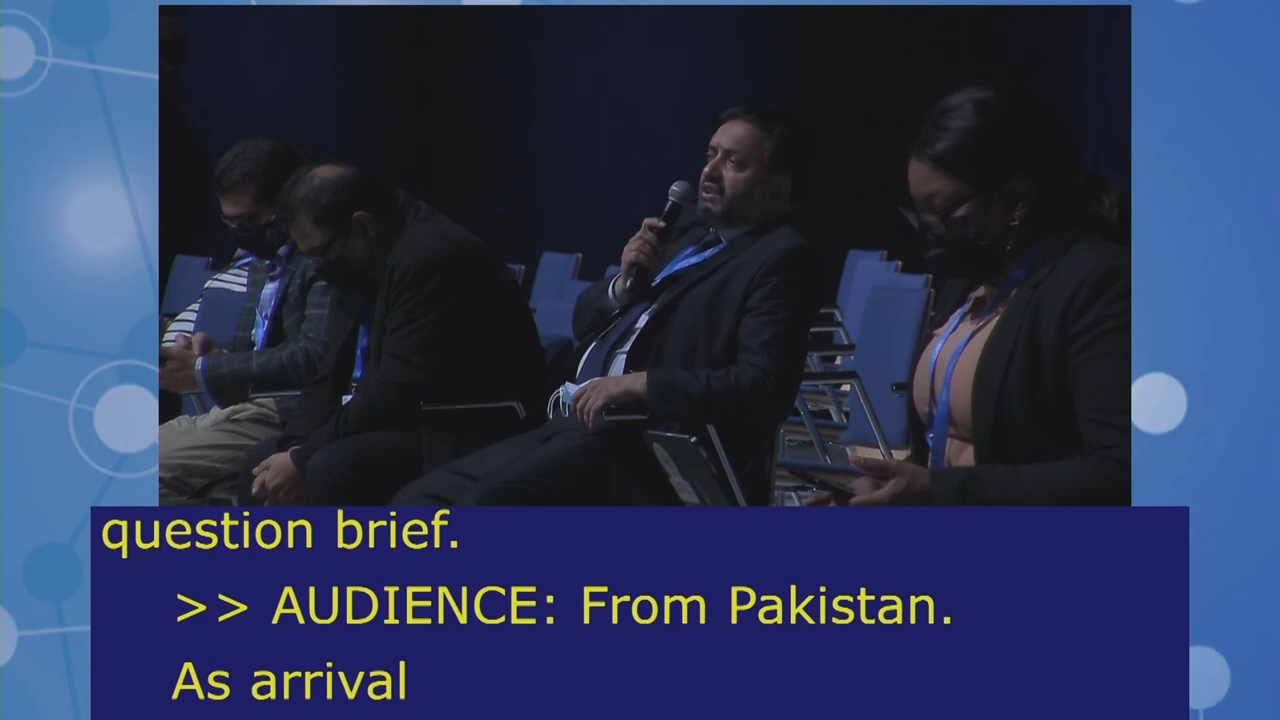 question brief.
>> AUDIENCE: From Pakistan.
As arrival